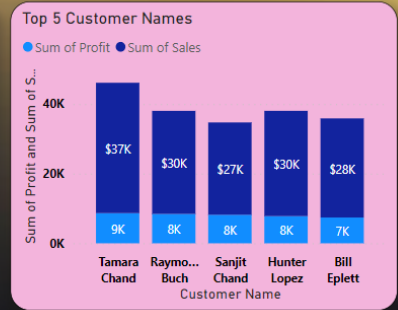 Top 5 Customer Names
Sum of Profit Sum of Sales
Sum of Profit and Sum of S...
40K
20K
0K
$37K $30K $27K $30K $28K
9K 8K 8K 8K 7K
Tamara Raymo... Sanjit Hunter Bill
Chand Buch Chand Lopez Eplett
Customer Name